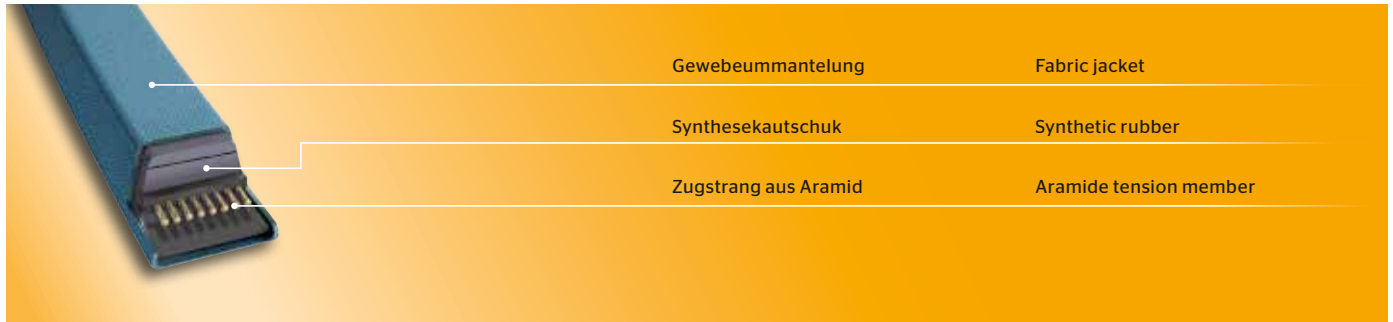 Gewebeummantelung Fabric jacket
Synthesekautschuk Synthetic rubber
Zugstrang aus Aramid Aramide tension member